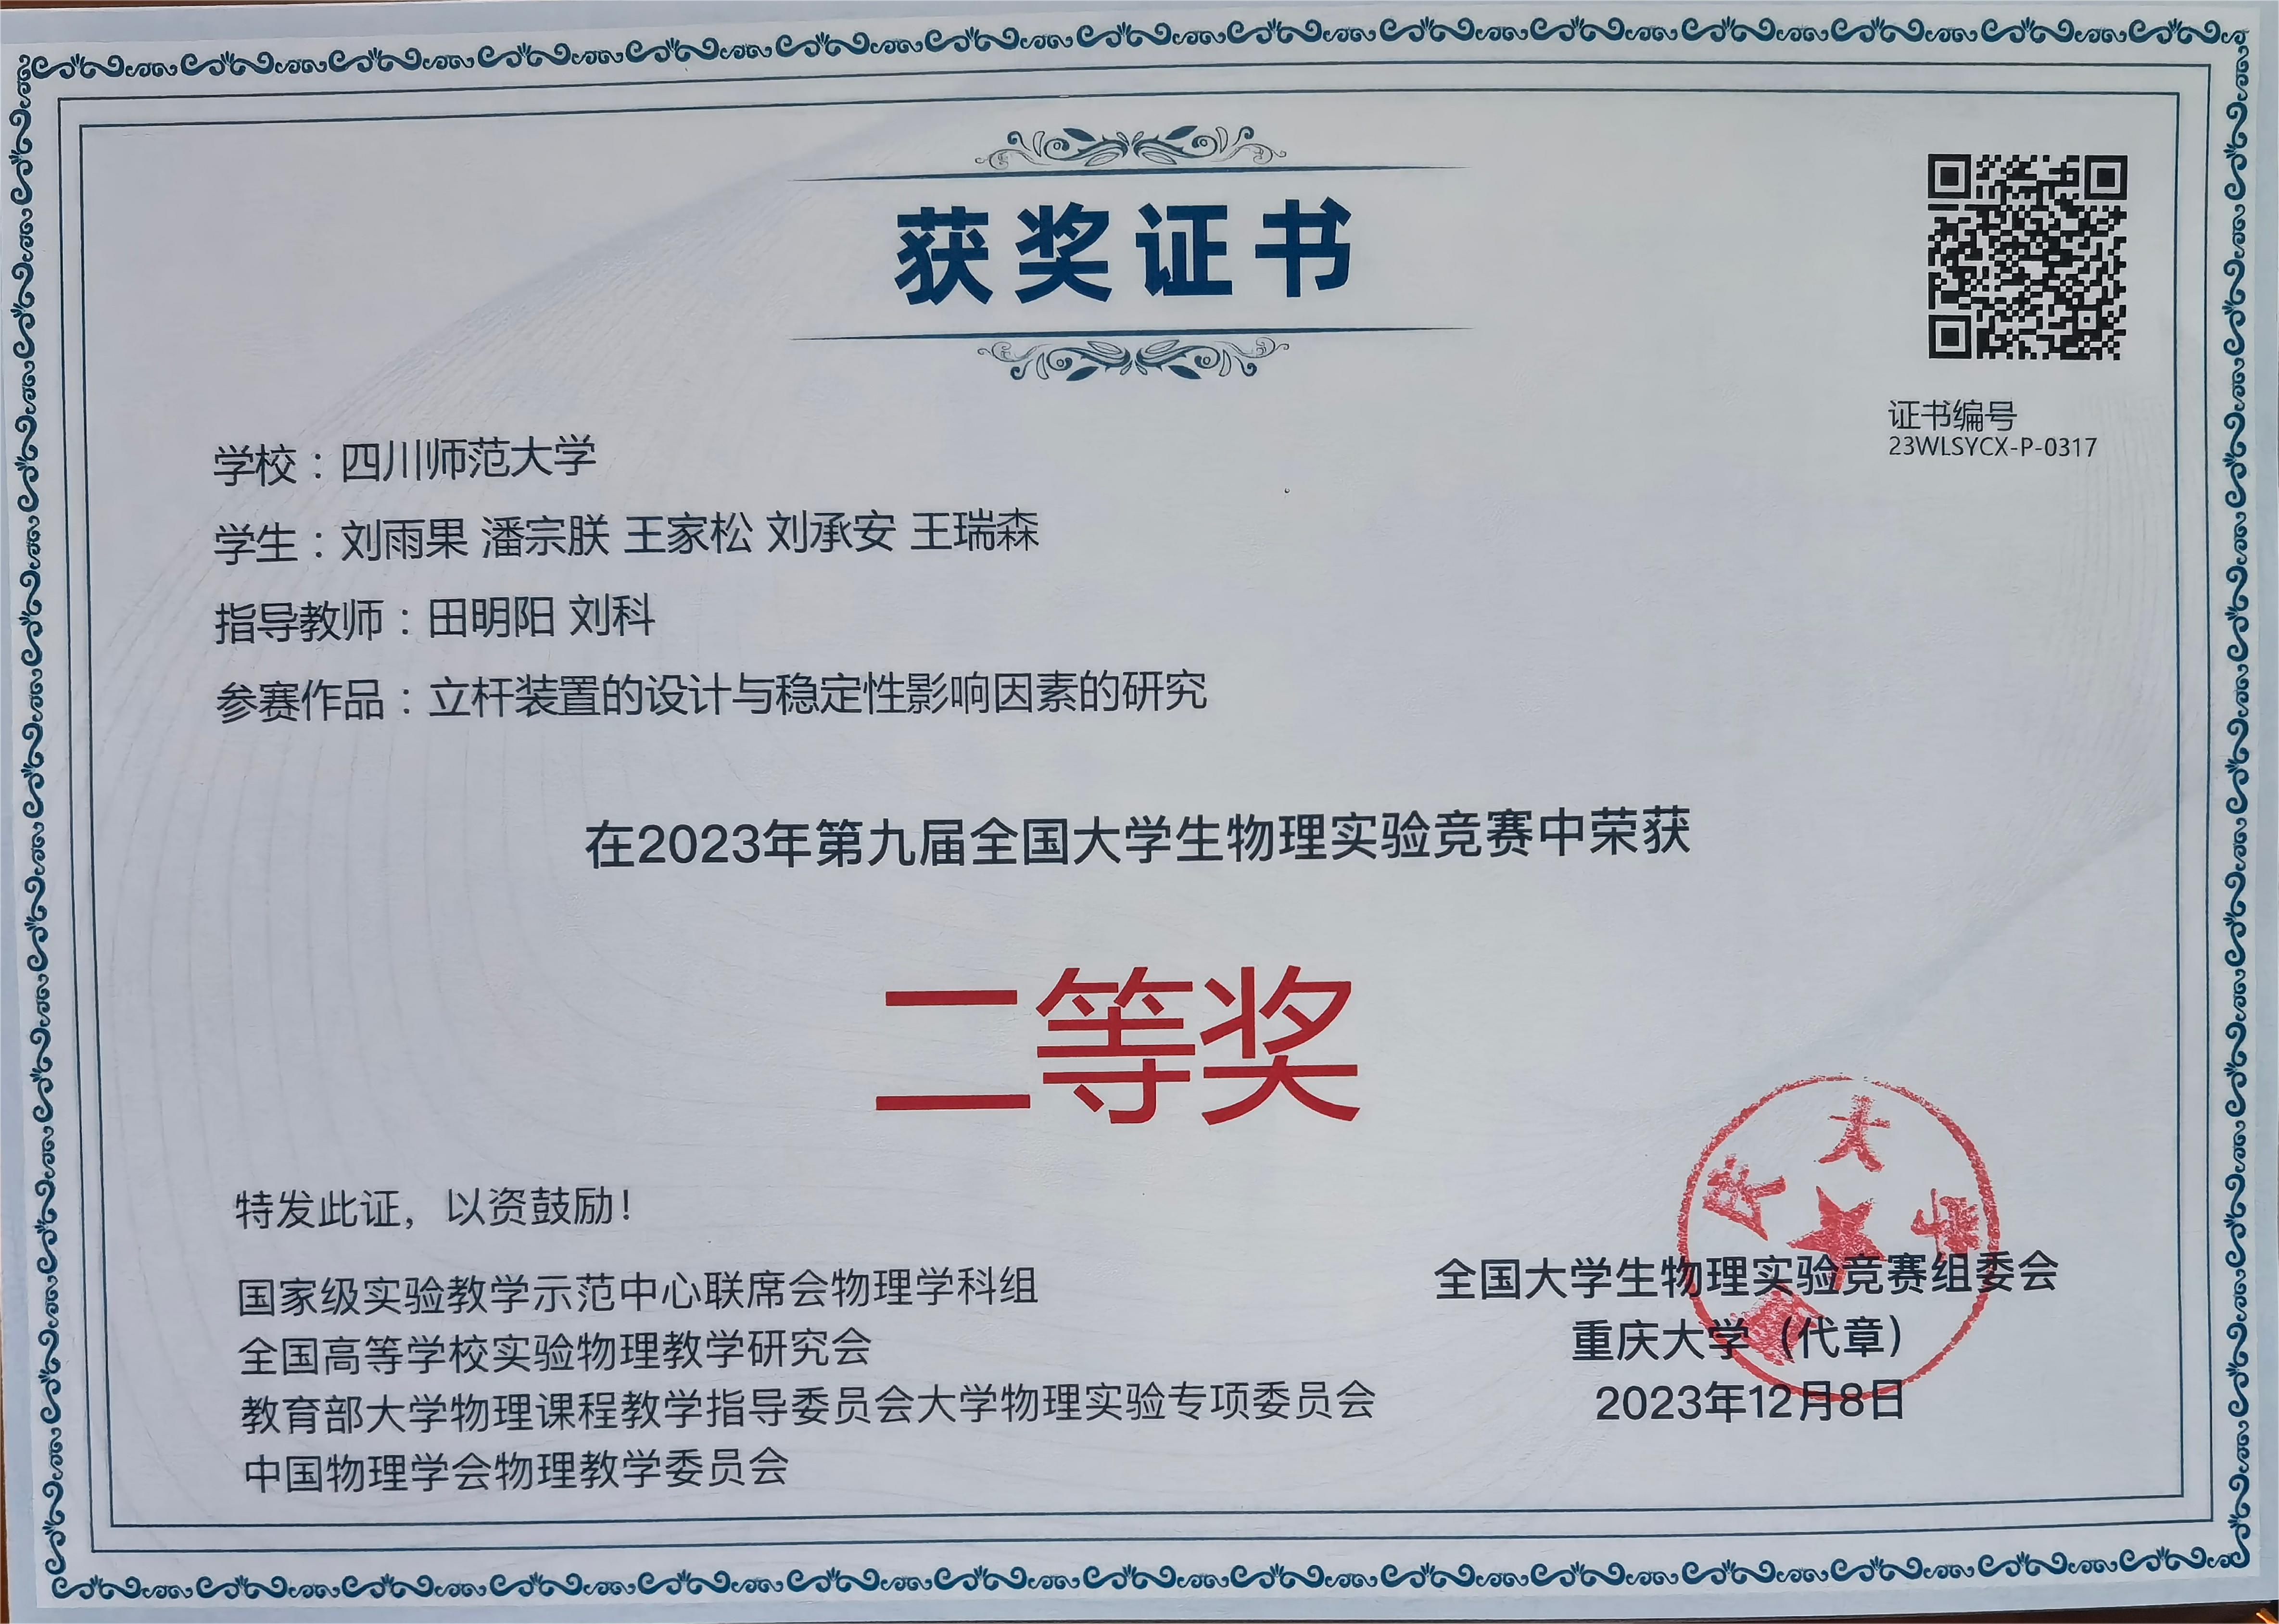 获奖证书
证书编号
23WLSYCX-P-0317
学校：四川师范大学
学生：刘雨果 潘宗朕 王家松 刘承安 王瑞森
指导教师：田明阳 刘科
参赛作品：立杆装置的设计与稳定性影响因素的研究
在2023年第九届全国大学生物理实验竞赛中荣获
二等奖
特发此证，以资鼓励！
国家级实验教学示范中心联席会物理学科组
全国高等学校实验物理教学研究会
教育部大学物理课程教学指导委员会大学物理实验专项委员会
中国物理学会物理教学委员会
全国大学生物理实验竞赛组委会
重庆大学（代章）
2023年12月8日